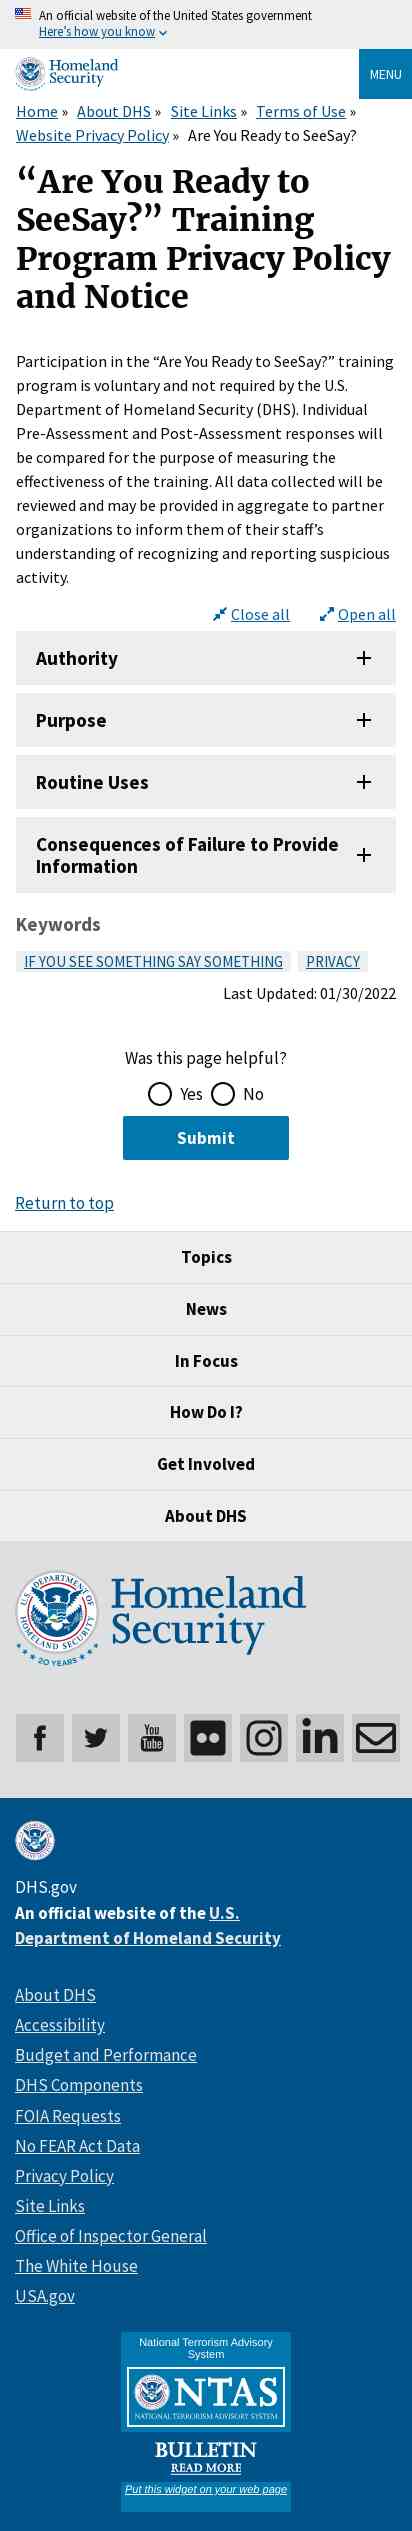 An official website of the United States government
Here's how you know
Homeland
Security
MENU
Home » About DHS » Site Links » Terms of Use »
Website Privacy Policy » Are You Ready to SeeSay?
“Are You Ready to
SeeSay?” Training
Program Privacy Policy
and Notice
Participation in the “Are You Ready to SeeSay?” training
program is voluntary and not required by the U.S.
Department of Homeland Security (DHS). Individual
Pre-Assessment and Post-Assessment responses will
be compared for the purpose of measuring the
effectiveness of the training. All data collected will be
reviewed and may be provided in aggregate to partner
organizations to inform them of their staff’s
understanding of recognizing and reporting suspicious
activity.
Close all Open all
Authority
Purpose
Routine Uses
Consequences of Failure to Provide
Information
Keywords
IF YOU SEE SOMETHING SAY SOMETHING PRIVACY
Last Updated: 01/30/2022
Was this page helpful?
Yes No
Submit
Return to top
Topics
News
In Focus
How Do I?
Get Involved
About DHS
U.S. DEPARTMENT OF HOMELAND SECURITY
20 YEARS
Homeland
Security
You
Tube
DHS.gov
An official website of the U.S.
Department of Homeland Security
About DHS
Accessibility
Budget and Performance
DHS Components
FOIA Requests
No FEAR Act Data
Privacy Policy
Site Links
Office of Inspector General
The White House
USA.gov
National Terrorism Advisory
System
NTAS
NATIONAL TERRORISM ADVISORY SYSTEM
BULLETIN
READ MORE
Put this widget on your web page